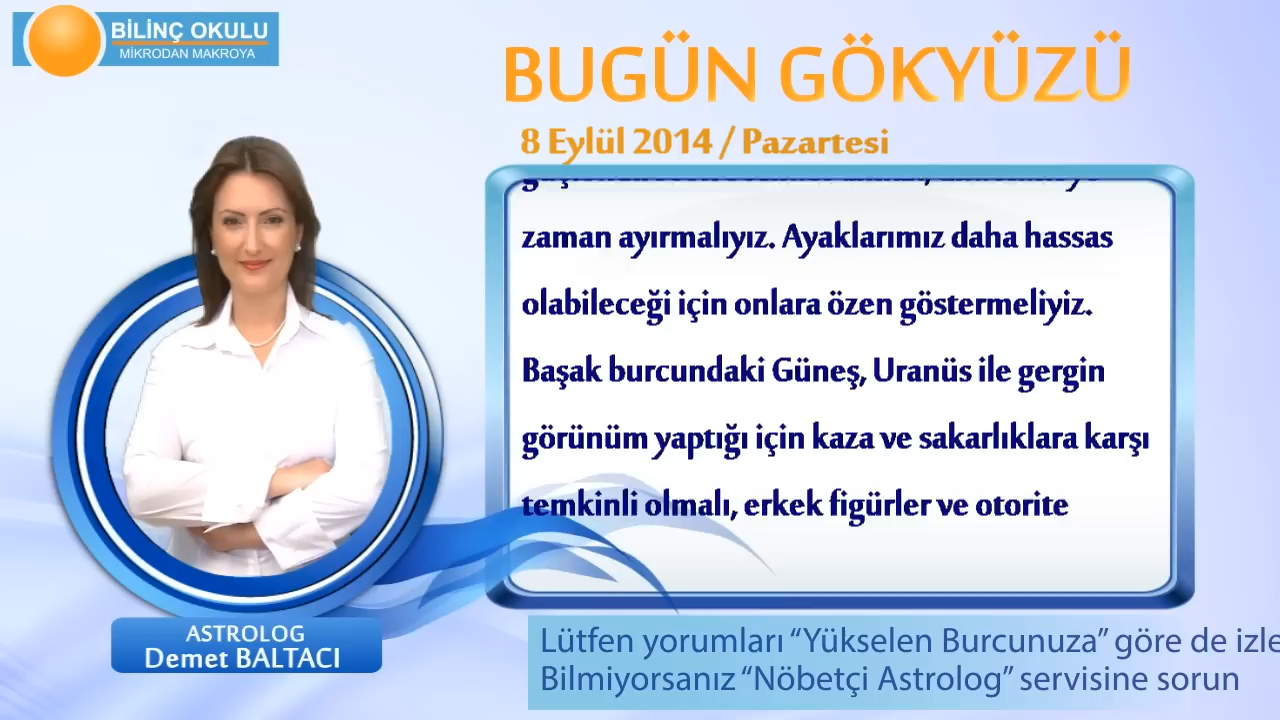 BİLİNÇ OKULU
MİKRODAN MAKROYA
BUGÜN GÖKYÜZÜ
8 Eylül 2014 / Pazartesi
zaman ayırmalıyız. Ayaklarımız daha hassas
olabileceği için onlara özen göstermeliyiz.
Başak burcundaki Güneş, Uranüs ile gergin
görünüm yaptığı için kaza ve sakarlıklara karşı
temkinli olmalı, erkek figürler ve otorite
ASTROLOG
Demet BALTACI
Lütfen yorumları “Yükselen Burcunuza” göre de izle
Bilmiyorsanız “Nöbetçi Astrolog” servisine sorun